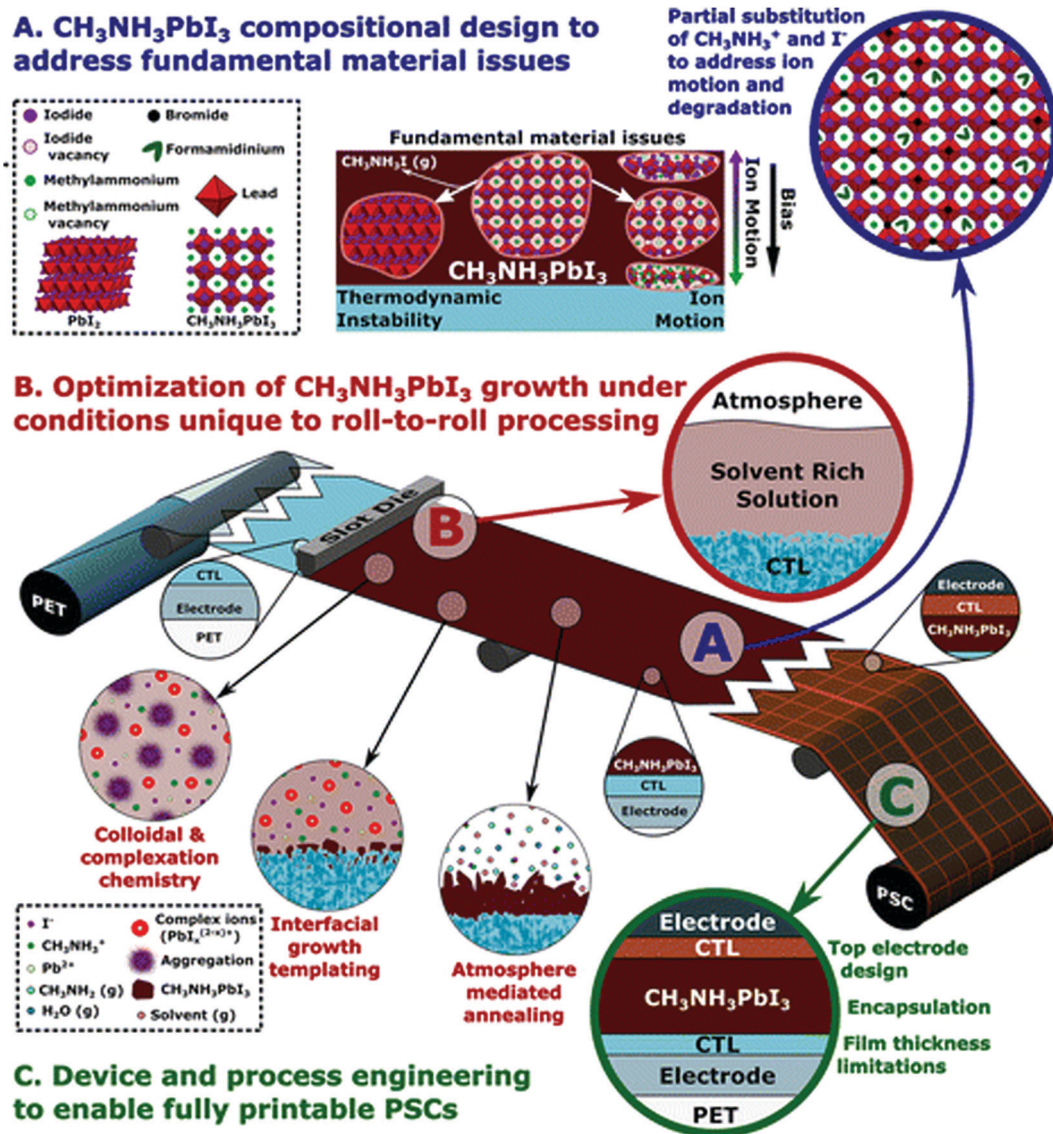 A. CH₃NH₃PbI₃ compositional design to
address fundamental material issues
Partial substitution
of CH₃NH₃⁺ and I⁻
to address ion
motion and
degradation
Iodide
Iodide
vacancy
Methylammonium
Methylammonium
vacancy
Bromide
Formamidinium
Lead
PbI₂
CH₃NH₃PbI₃
Fundamental material issues
CH₃NH₃I (g)
CH₃NH₃PbI₃
Thermodynamic
Instability
Ion
Motion
Ion Motion
Bias
B. Optimization of CH₃NH₃PbI₃ growth under
conditions unique to roll-to-roll processing
Atmosphere
Solvent Rich
Solution
CTL
Slot Die
B
PET
CTL
Electrode
PET
A
Electrode
CTL
CH₃NH₃PbI₃
CH₃NH₃PbI₃
CTL
Electrode
C
PSC
Colloidal &
complexation
chemistry
Interfacial
growth
templating
Atmosphere
mediated
annealing
I⁻
CH₃NH₃⁺
Pb²⁺
CH₃NH₂ (g)
H₂O (g)
Complex ions
(PbIₓ⁽²⁻ˣ⁾⁺)
Aggregation
CH₃NH₃PbI₃
Solvent (g)
Electrode
CTL
CH₃NH₃PbI₃
CTL
Electrode
PET
Top electrode
design
Encapsulation
Film thickness
limitations
C. Device and process engineering
to enable fully printable PSCs